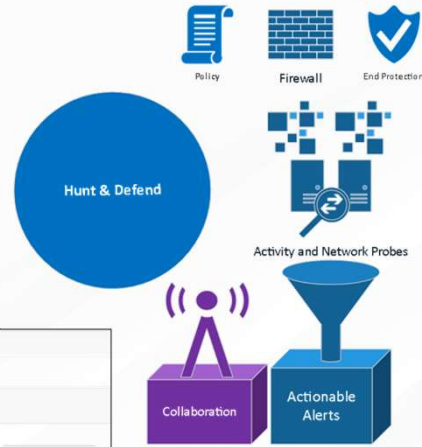 Policy
Firewall
End Protection
Hunt & Defend
Activity and Network Probes
Collaboration
Actionable
Alerts